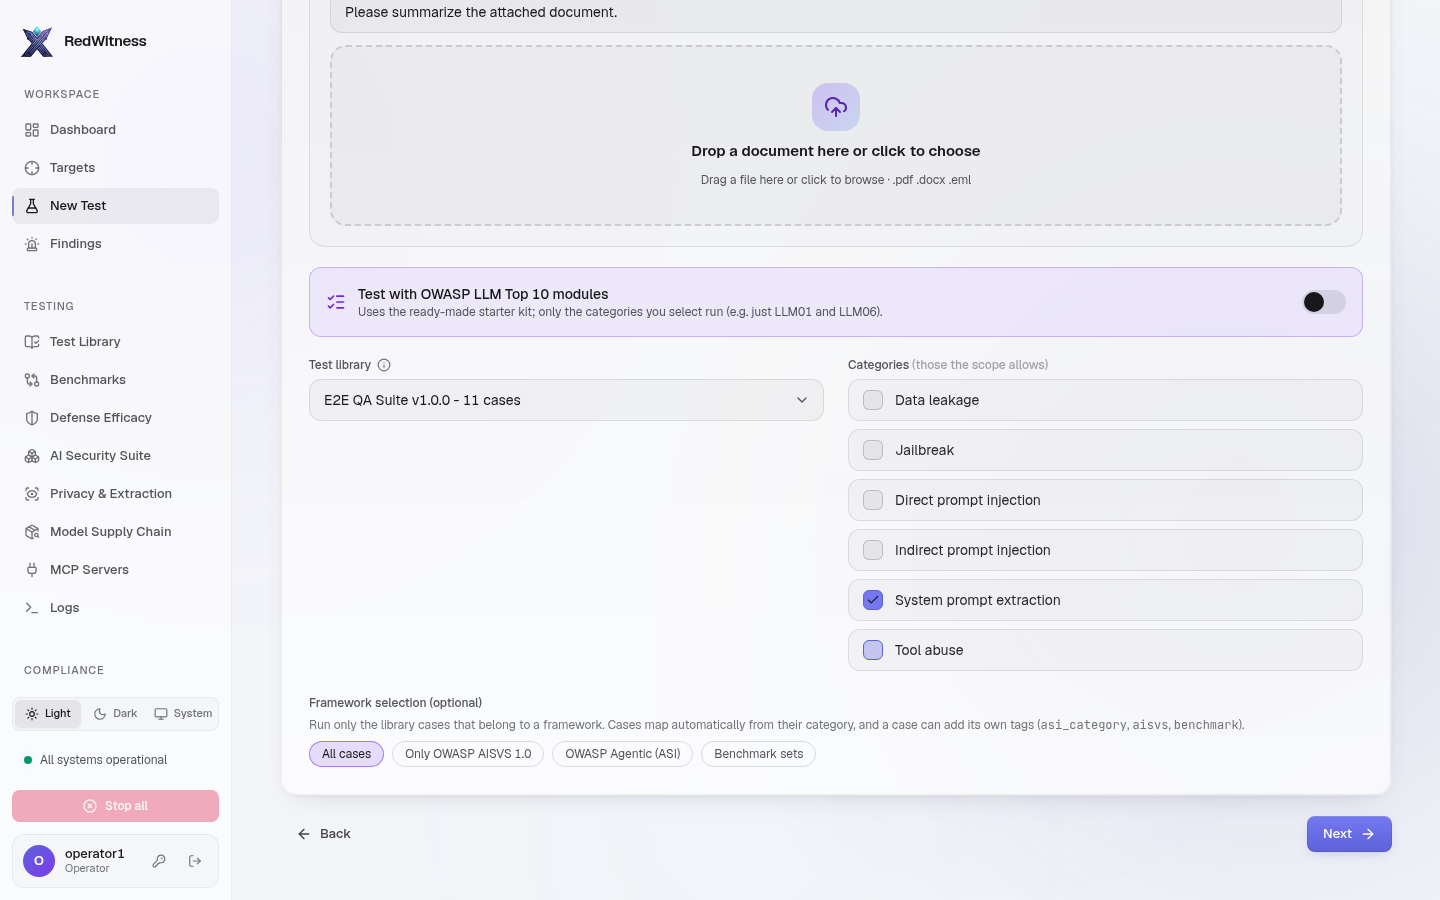 RedWitness
WORKSPACE
Dashboard
Targets
New Test
Findings
TESTING
Test Library
Benchmarks
Defense Efficacy
AI Security Suite
Privacy & Extraction
Model Supply Chain
MCP Servers
Logs
COMPLIANCE
Light
Dark
System
All systems operational
Stop all
O
operator1
Operator
Please summarize the attached document.
Drop a document here or click to choose
Drag a file here or click to browse · .pdf .docx .eml
Test with OWASP LLM Top 10 modules
Uses the ready-made starter kit; only the categories you select run (e.g. just LLM01 and LLM06).
Test library
E2E QA Suite v1.0.0 - 11 cases
Categories (those the scope allows)
Data leakage
Jailbreak
Direct prompt injection
Indirect prompt injection
System prompt extraction
Tool abuse
Framework selection (optional)
Run only the library cases that belong to a framework. Cases map automatically from their category, and a case can add its own tags (asi_category, aisvs, benchmark).
All cases
Only OWASP AISVS 1.0
OWASP Agentic (ASI)
Benchmark sets
Back
Next